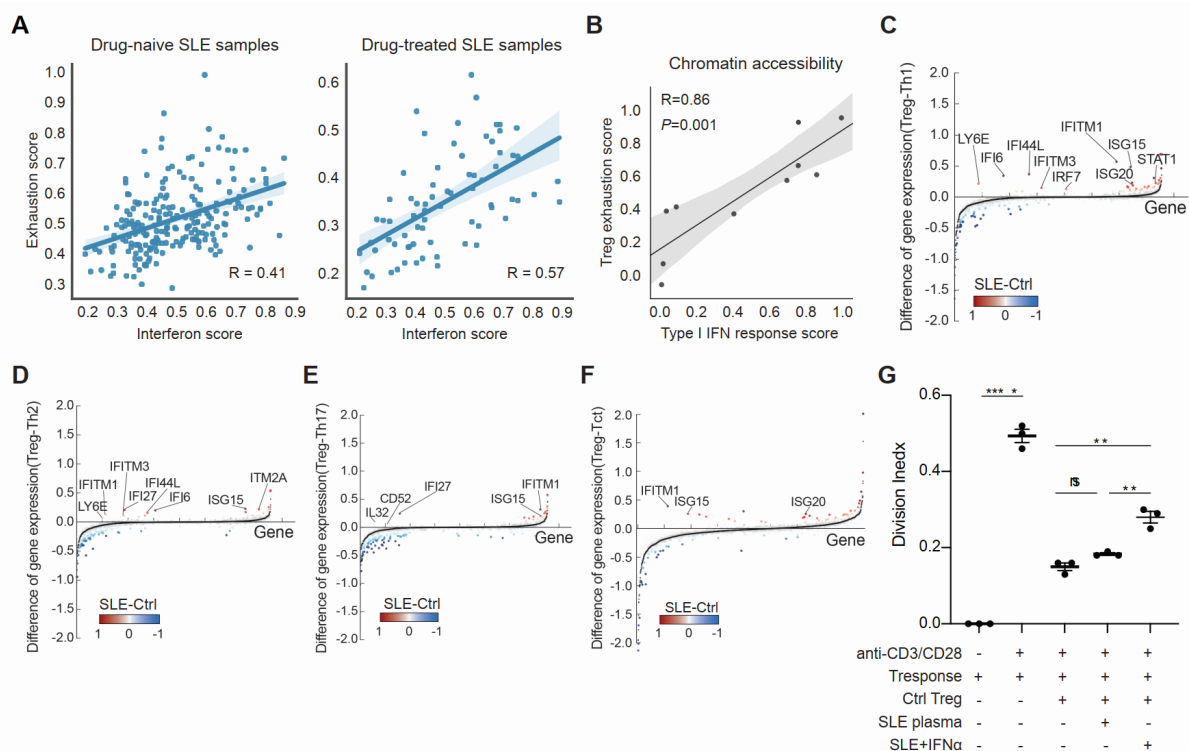 A
Drug-naive SLE samples
Drug-treated SLE samples
Exhaustion score
1.0
0.9
0.8
0.7
0.6
0.5
0.4
0.3
R = 0.41
0.2 0.3 0.4 0.5 0.6 0.7 0.8 0.9
Interferon score
0.6
0.5
0.4
0.3
0.2
R = 0.57
0.2 0.3 0.4 0.5 0.6 0.7 0.8 0.9
Interferon score
B
Chromatin accessibility
R=0.86
P=0.001
Treg exhaustion score
1.0
0.8
0.6
0.4
0.2
0.0
0.0 0.2 0.4 0.6 0.8 1.0
Type I IFN response score
C
Difference of gene expression(Treg-Th1)
2.0
1.5
1.0
0.5
0.0
-0.5
-1.0
-1.5
-2.0
LY6E
IFI6
IFI44L
IFITM3
IRF7
IFITM1
ISG15
ISG20
STAT1
Gene
SLE-Ctrl
1 0 -1
D
Difference of gene expression(Treg-Th2)
2.0
1.5
1.0
0.5
0.0
-0.5
-1.0
-1.5
-2.0
IFITM3
IFITM1
IFI44L
LY6E
IFI27
IFI6
ISG15
ITM2A
Gene
SLE-Ctrl
1 0 -1
E
Difference of gene expression(Treg-Th17)
2.0
1.5
1.0
0.5
0.0
-0.5
-1.0
-1.5
-2.0
CD52
IL32
IFI27
ISG15
IFITM1
Gene
SLE-Ctrl
1 0 -1
F
Difference of gene expression(Treg-Tct)
2.0
1.5
1.0
0.5
0.0
-0.5
-1.0
-1.5
-2.0
IFITM1
ISG15
ISG20
Gene
SLE-Ctrl
1 0 -1
G
Division Inedx
0.6
0.4
0.2
0.0
*** *
**
**
anti-CD3/CD28 - + + + +
Tresponse + + + + +
Ctrl Treg - - + + +
SLE plasma - - - + -
SLE+IFNα - - - - +